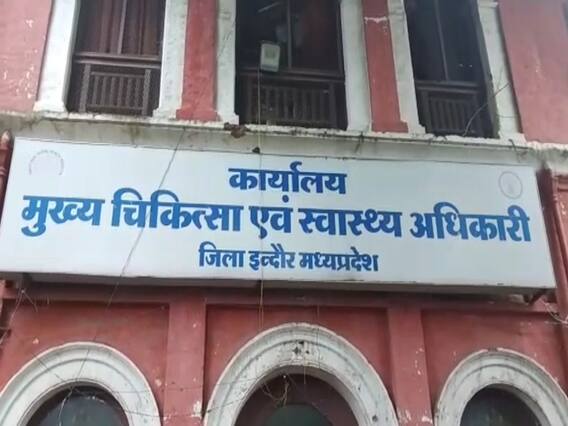 कार्यालय
मुख्य चिकित्सा एवं स्वास्थ्य अधिकारी
जिला इन्दौर मध्यप्रदेश